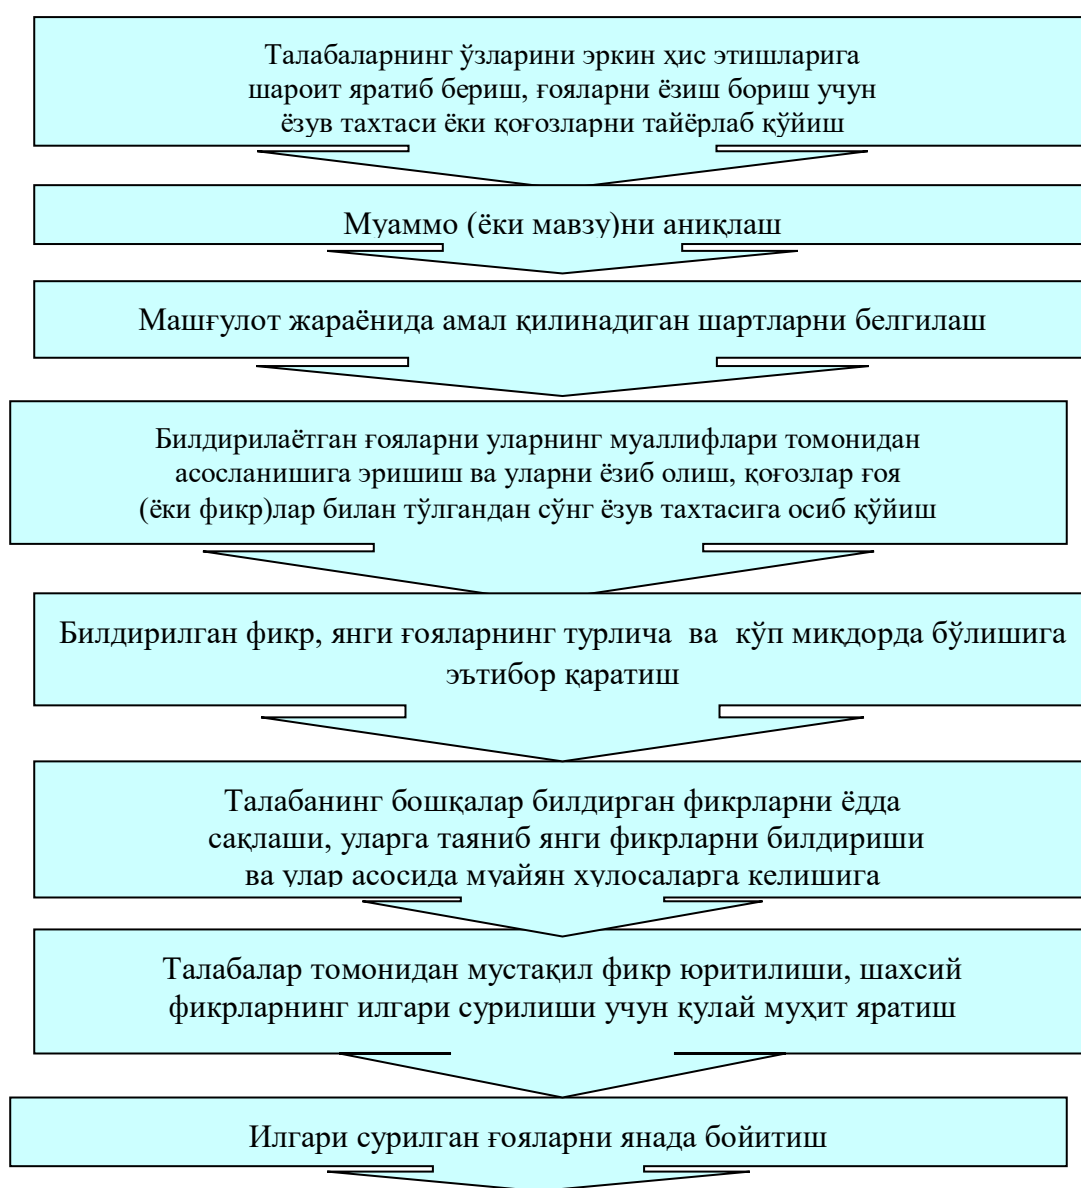 Талабаларнинг ўзларини эркин ҳис этишларига
шароит яратиб бериш, ғояларни ёзиш бориш учун
ёзув тахтаси ёки қоғозларни тайёрлаб қўйиш
Муаммо (ёки мавзу)ни аниқлаш
Машғулот жараёнида амал қилинадиган шартларни белгилаш
Билдирилаётган ғояларни уларнинг муаллифлари томонидан
асосланишига эришиш ва уларни ёзиб олиш, қоғозлар ғоя
(ёки фикр)лар билан тўлгандан сўнг ёзув тахтасига осиб қўйиш
Билдирилган фикр, янги ғояларнинг турлича ва кўп миқдорда бўлишига
эътибор қаратиш
Талабанинг бошқалар билдирган фикрларни ёдда
сақлаши, уларга таяниб янги фикрларни билдириши
ва улар асосида муайян хулосаларга келишига
Талабалар томонидан мустақил фикр юритилиши, шахсий
фикрларнинг илгари сурилиши учун қулай муҳит яратиш
Илгари сурилган ғояларни янада бойитиш